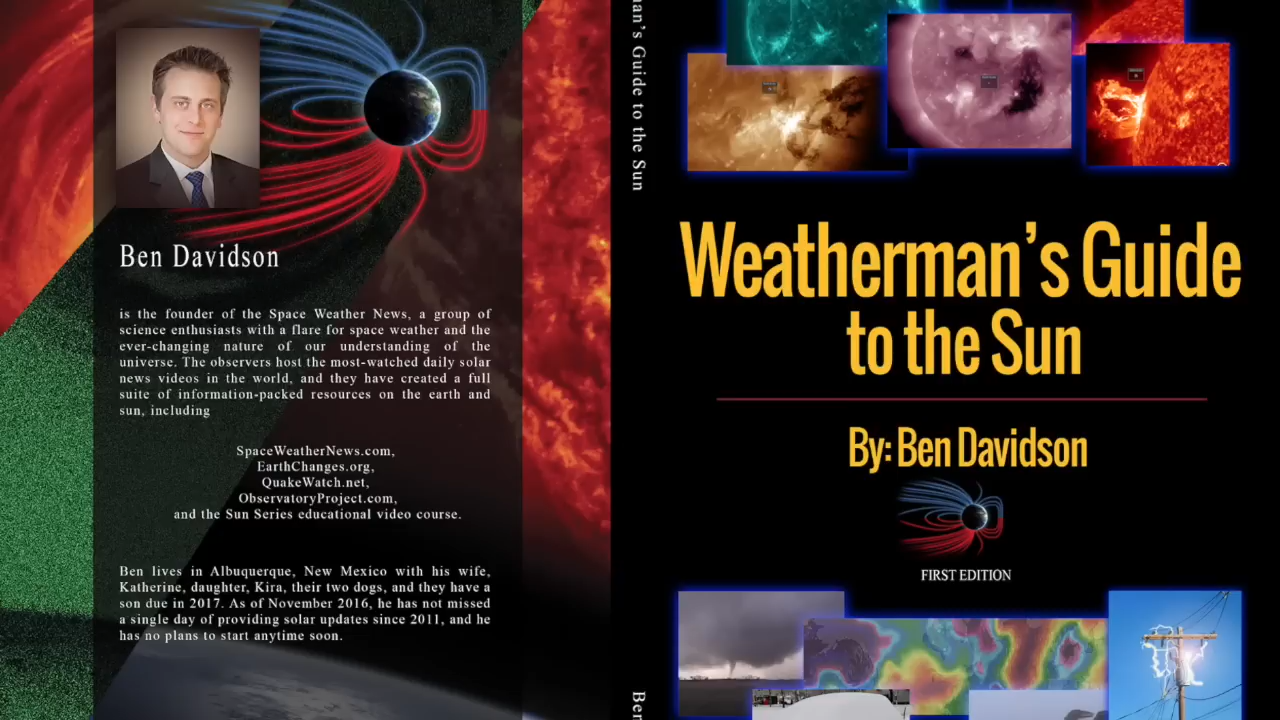 Ben Davidson
is the founder of the Space Weather News, a group of
science enthusiasts with a flare for space weather and the
ever-changing nature of our understanding of the
universe. The observers host the most-watched daily solar
news videos in the world, and they have created a full
suite of information-packed resources on the earth and
sun, including
SpaceWeatherNews.com,
EarthChanges.org,
QuakeWatch.net,
ObservatoryProject.com,
and the Sun Series educational video course.
Ben lives in Albuquerque, New Mexico with his wife,
Katherine, daughter, Kira, their two dogs, and they have a
son due in 2017. As of November 2016, he has not missed
a single day of providing solar updates since 2011, and he
has no plans to start anytime soon.
man's Guide to the Sun
Ben
Weatherman's Guide
to the Sun
By: Ben Davidson
FIRST EDITION